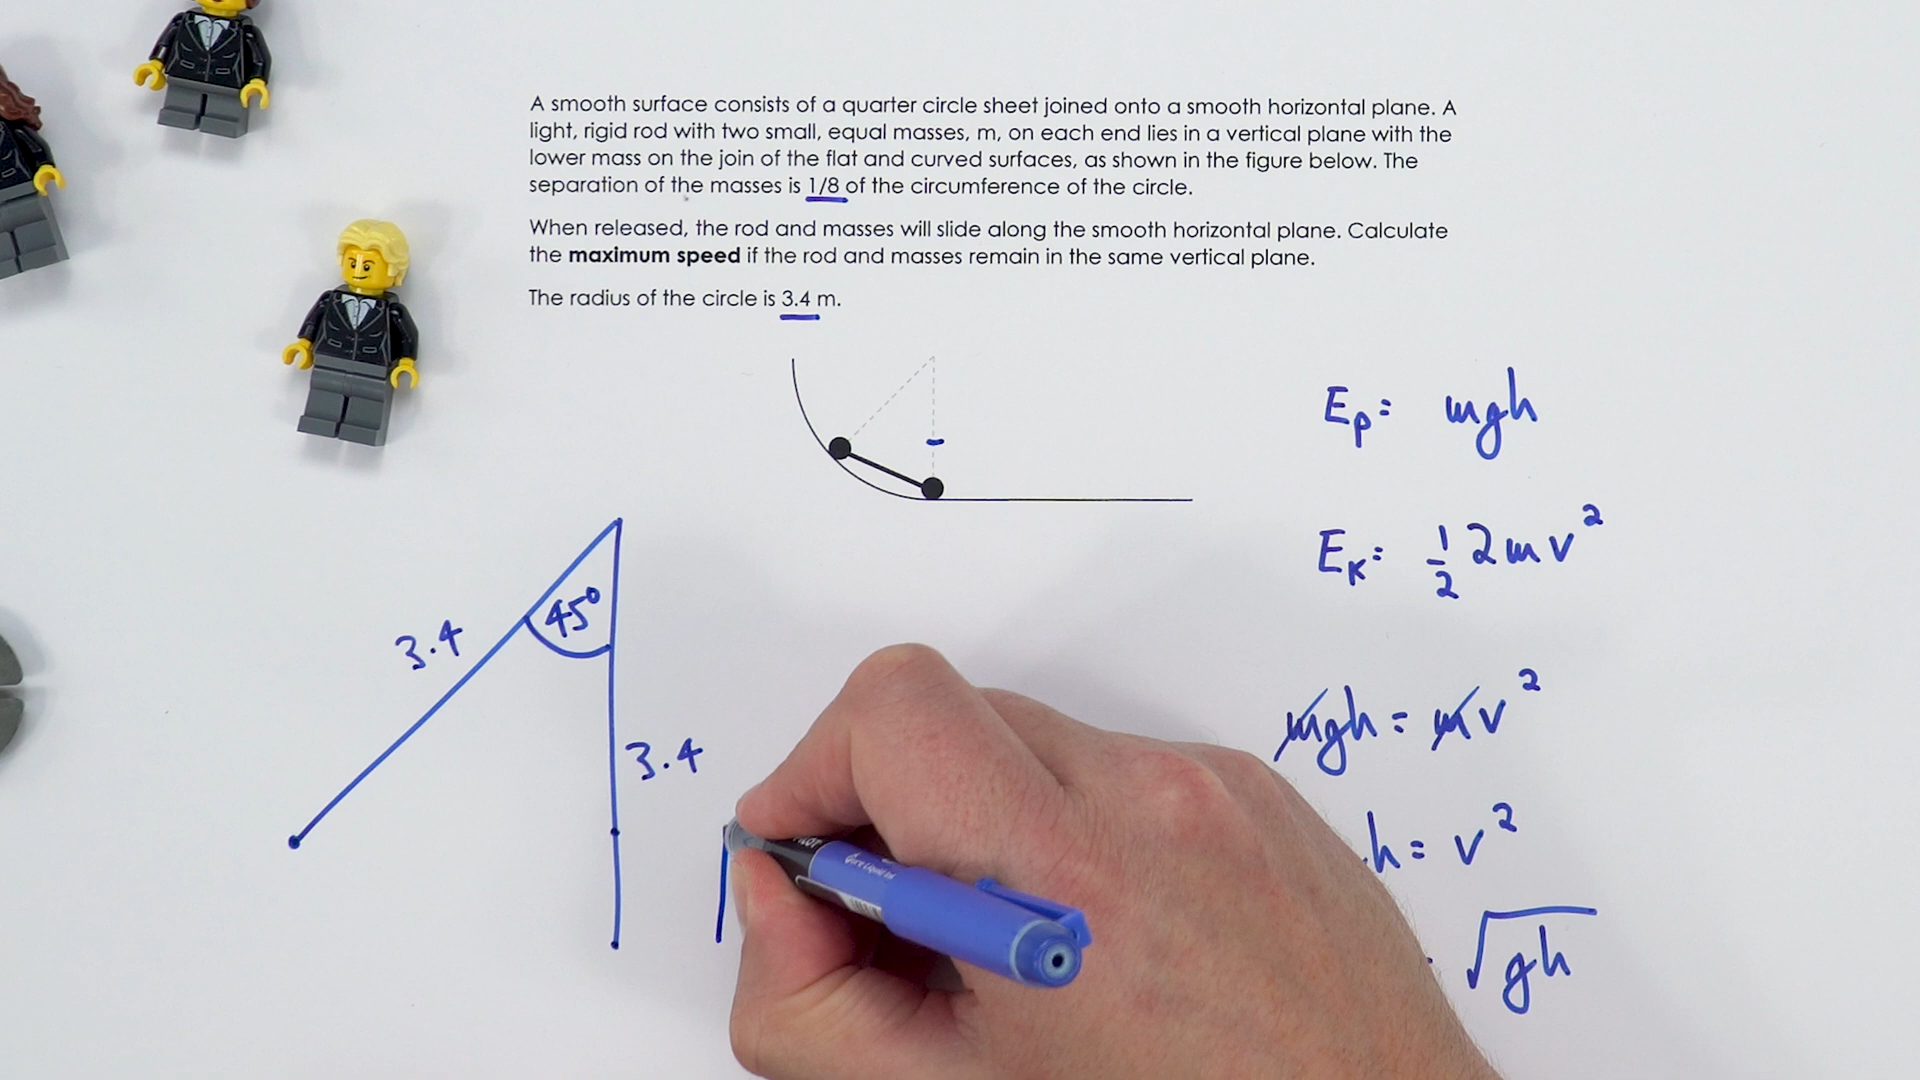 A smooth surface consists of a quarter circle sheet joined onto a smooth horizontal plane. A
light, rigid rod with two small, equal masses, m, on each end lies in a vertical plane with the
lower mass on the join of the flat and curved surfaces, as shown in the figure below. The
separation of the masses is 1/8 of the circumference of the circle.
When released, the rod and masses will slide along the smooth horizontal plane. Calculate
the maximum speed if the rod and masses remain in the same vertical plane.
The radius of the circle is 3.4 m.
Ep = mgh
EK = 1/2 2mv²
45°
3.4
mgh = mv²
3.4
h = v²
√gh